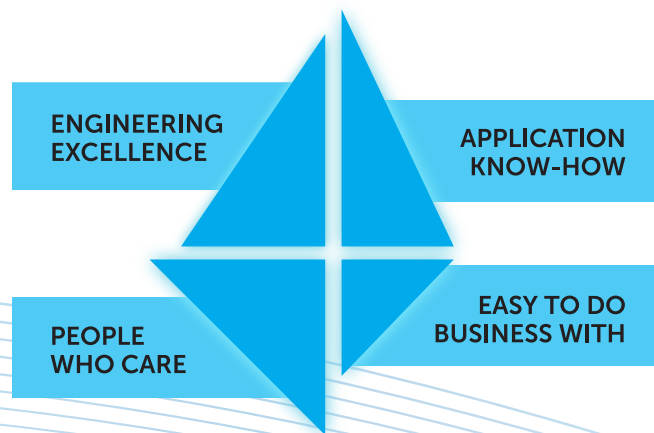 ENGINEERING
EXCELLENCE
APPLICATION
KNOW-HOW
PEOPLE
WHO CARE
EASY TO DO
BUSINESS WITH